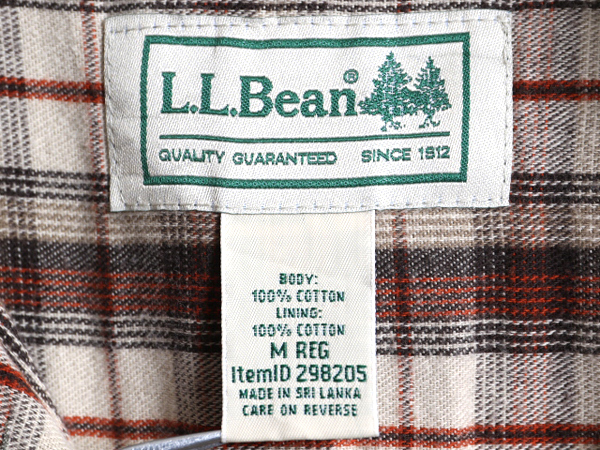 L.L.Bean®
QUALITY GUARANTEED SINCE 1912
BODY:
100% COTTON
LINING:
100% COTTON
M REG
ItemID 298205
MADE IN SRI LANKA
CARE ON REVERSE